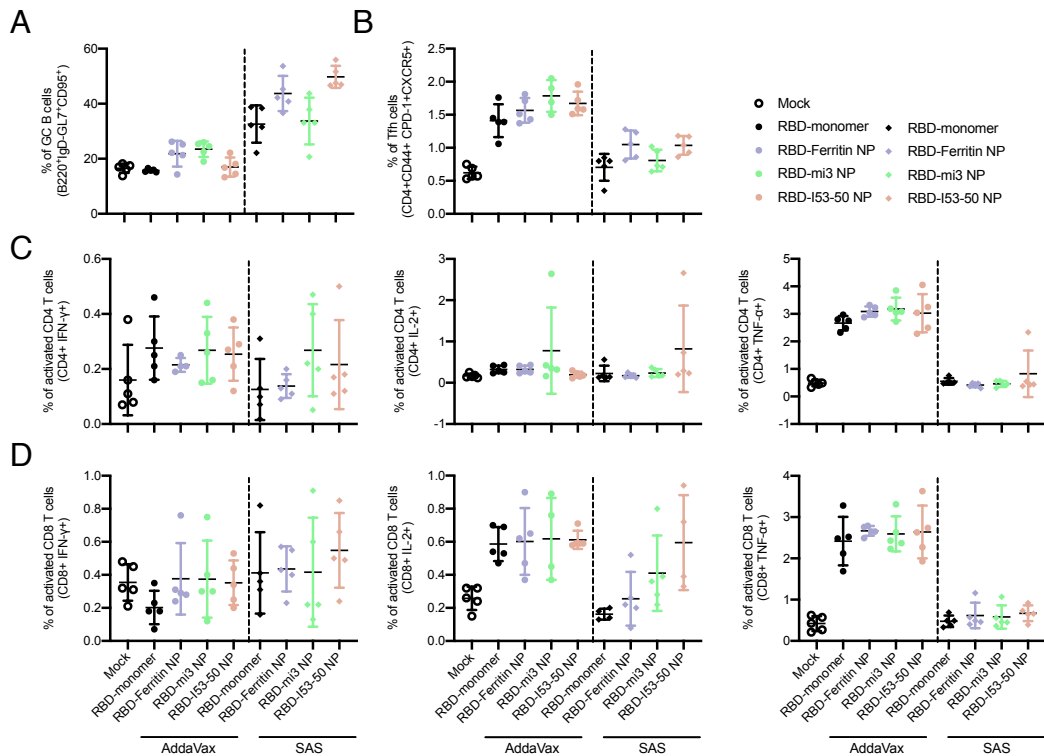 A
% of GC B cells
(B220⁺IgD-GL7⁺CD95⁺)
60
40
20
0
B
% of Tfh cells
(CD4+CD44+ CPD-1+CXCR5+)
2.5
2.0
1.5
1.0
0.5
0.0
Mock
RBD-monomer
RBD-monomer
RBD-Ferritin NP
RBD-Ferritin NP
RBD-mi3 NP
RBD-mi3 NP
RBD-I53-50 NP
RBD-I53-50 NP
C
% of activated CD4 T cells
(CD4+ IFN-γ+)
0.6
0.4
0.2
0.0
% of activated CD4 T cells
(CD4+ IL-2+)
3
2
1
0
-1
% of activated CD4 T cells
(CD4+ TNF-α+)
5
4
3
2
1
0
-1
D
% of activated CD8 T cells
(CD8+ IFN-γ+)
1.0
0.8
0.6
0.4
0.2
0.0
Mock
RBD-monomer
RBD-Ferritin NP
RBD-mi3 NP
RBD-I53-50 NP
RBD-monomer
RBD-Ferritin NP
RBD-mi3 NP
RBD-I53-50 NP
AddaVax
SAS
% of activated CD8 T cells
(CD8+ IL-2+)
1.0
0.8
0.6
0.4
0.2
0.0
Mock
RBD-monomer
RBD-Ferritin NP
RBD-mi3 NP
RBD-I53-50 NP
RBD-monomer
RBD-Ferritin NP
RBD-mi3 NP
RBD-I53-50 NP
AddaVax
SAS
% of activated CD8 T cells
(CD8+ TNF-α+)
4
3
2
1
0
Mock
RBD-monomer
RBD-Ferritin NP
RBD-mi3 NP
RBD-I53-50 NP
RBD-monomer
RBD-Ferritin NP
RBD-mi3 NP
RBD-I53-50 NP
AddaVax
SAS